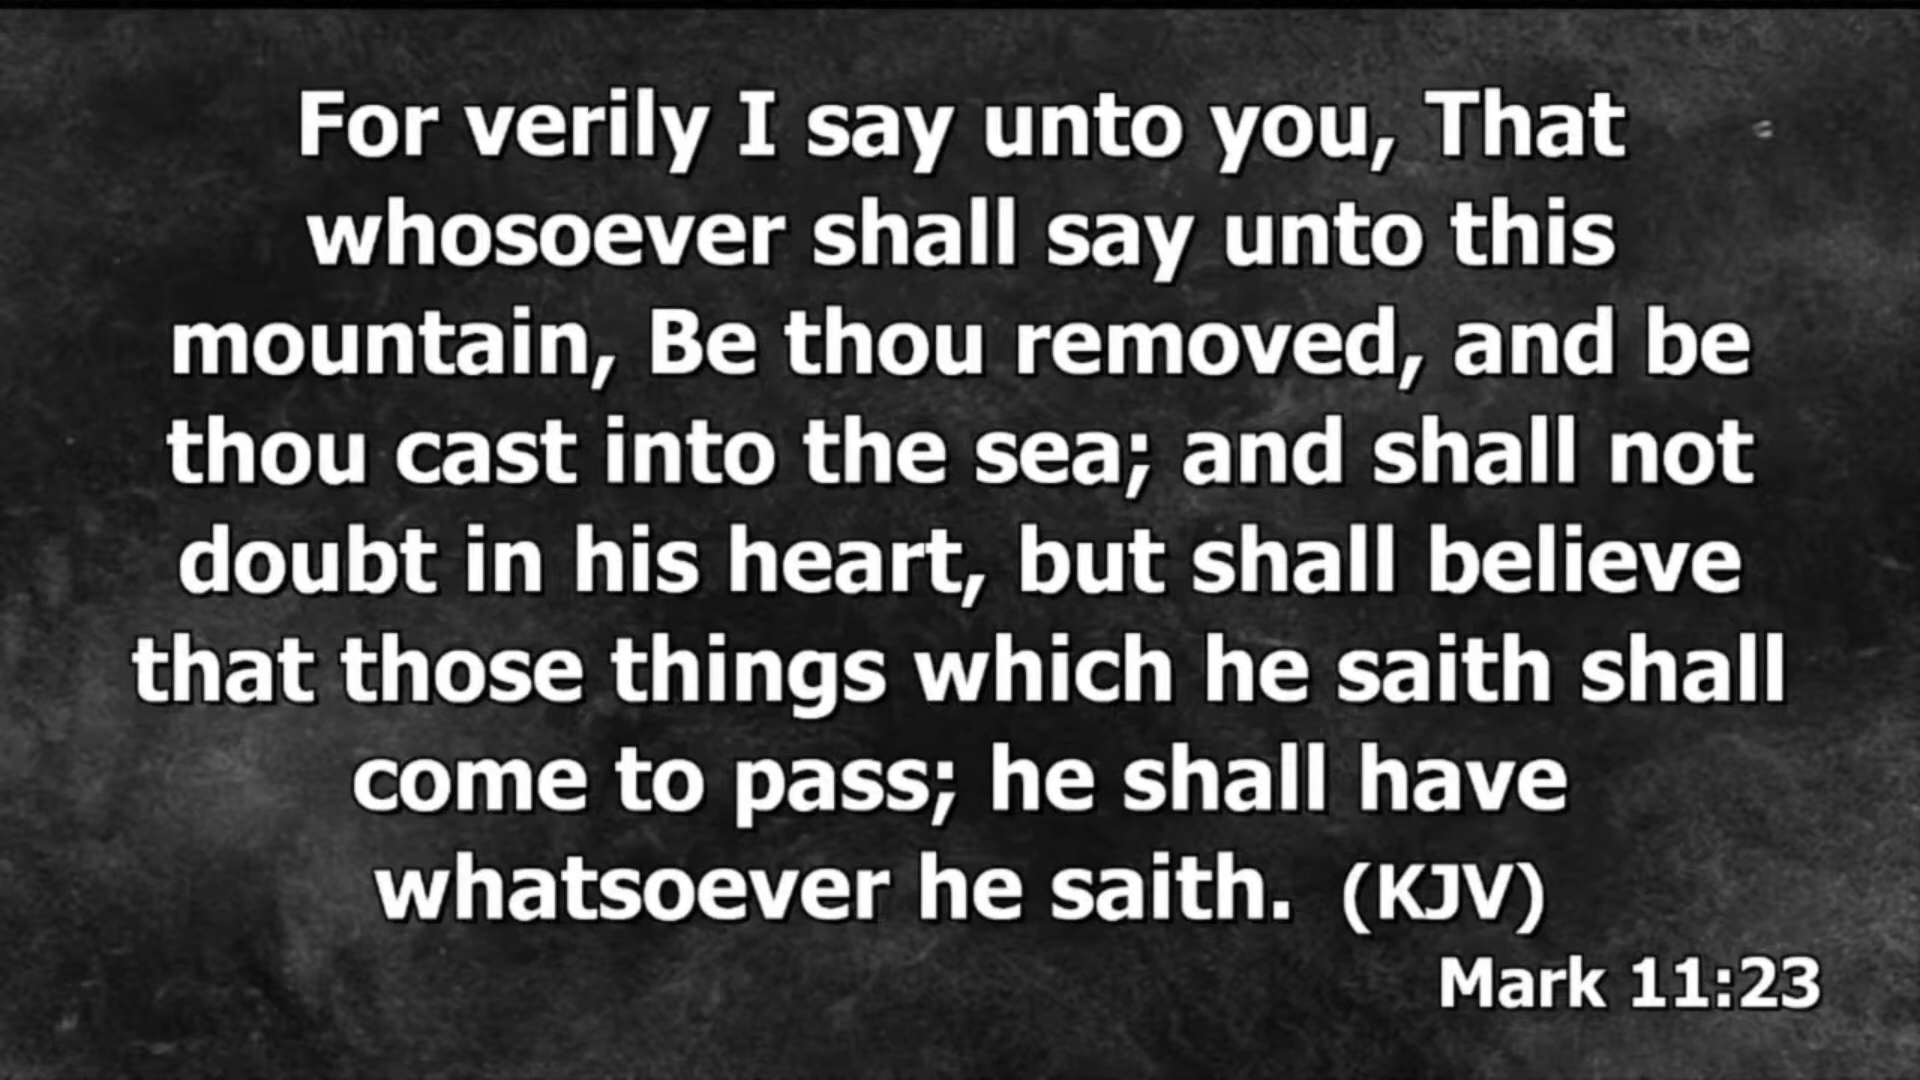 For verily I say unto you, That
whosoever shall say unto this
mountain, Be thou removed, and be
thou cast into the sea; and shall not
doubt in his heart, but shall believe
that those things which he saith shall
come to pass; he shall have
whatsoever he saith. (KJV)
Mark 11:23